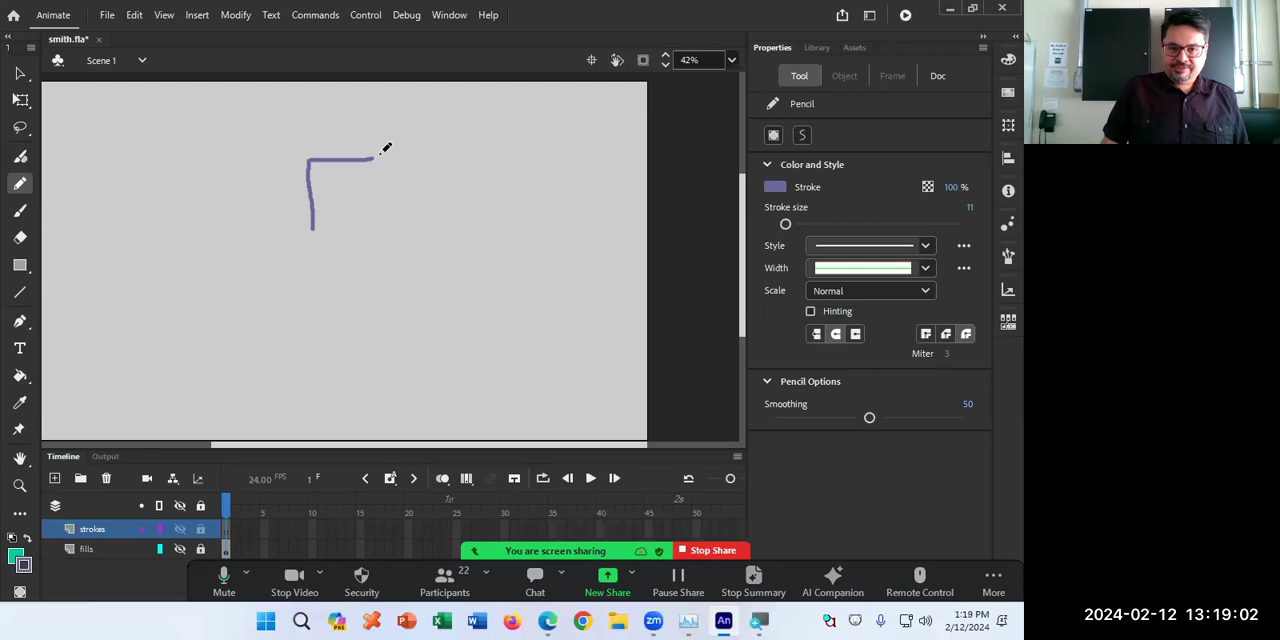 Animate File Edit View Insert Modify Text Commands Control Debug Window Help
smith.fla* ×
Scene 1
42%
1
Properties Library Assets
Tool Object Frame Doc
Pencil
Color and Style
Stroke 100 %
Stroke size 11
Style
Width
Scale Normal
Hinting
Miter 3
Pencil Options
Smoothing 50
Timeline Output
24.00 FPS 1 F
1s 2s
5 10 15 20 25 30 35 40 45 50
strokes
fills
You are screen sharing Stop Share
22
Mute Stop Video Security Participants Chat New Share Pause Share Stop Summary AI Companion Remote Control More
1:19 PM
2/12/2024
2024-02-12 13:19:02